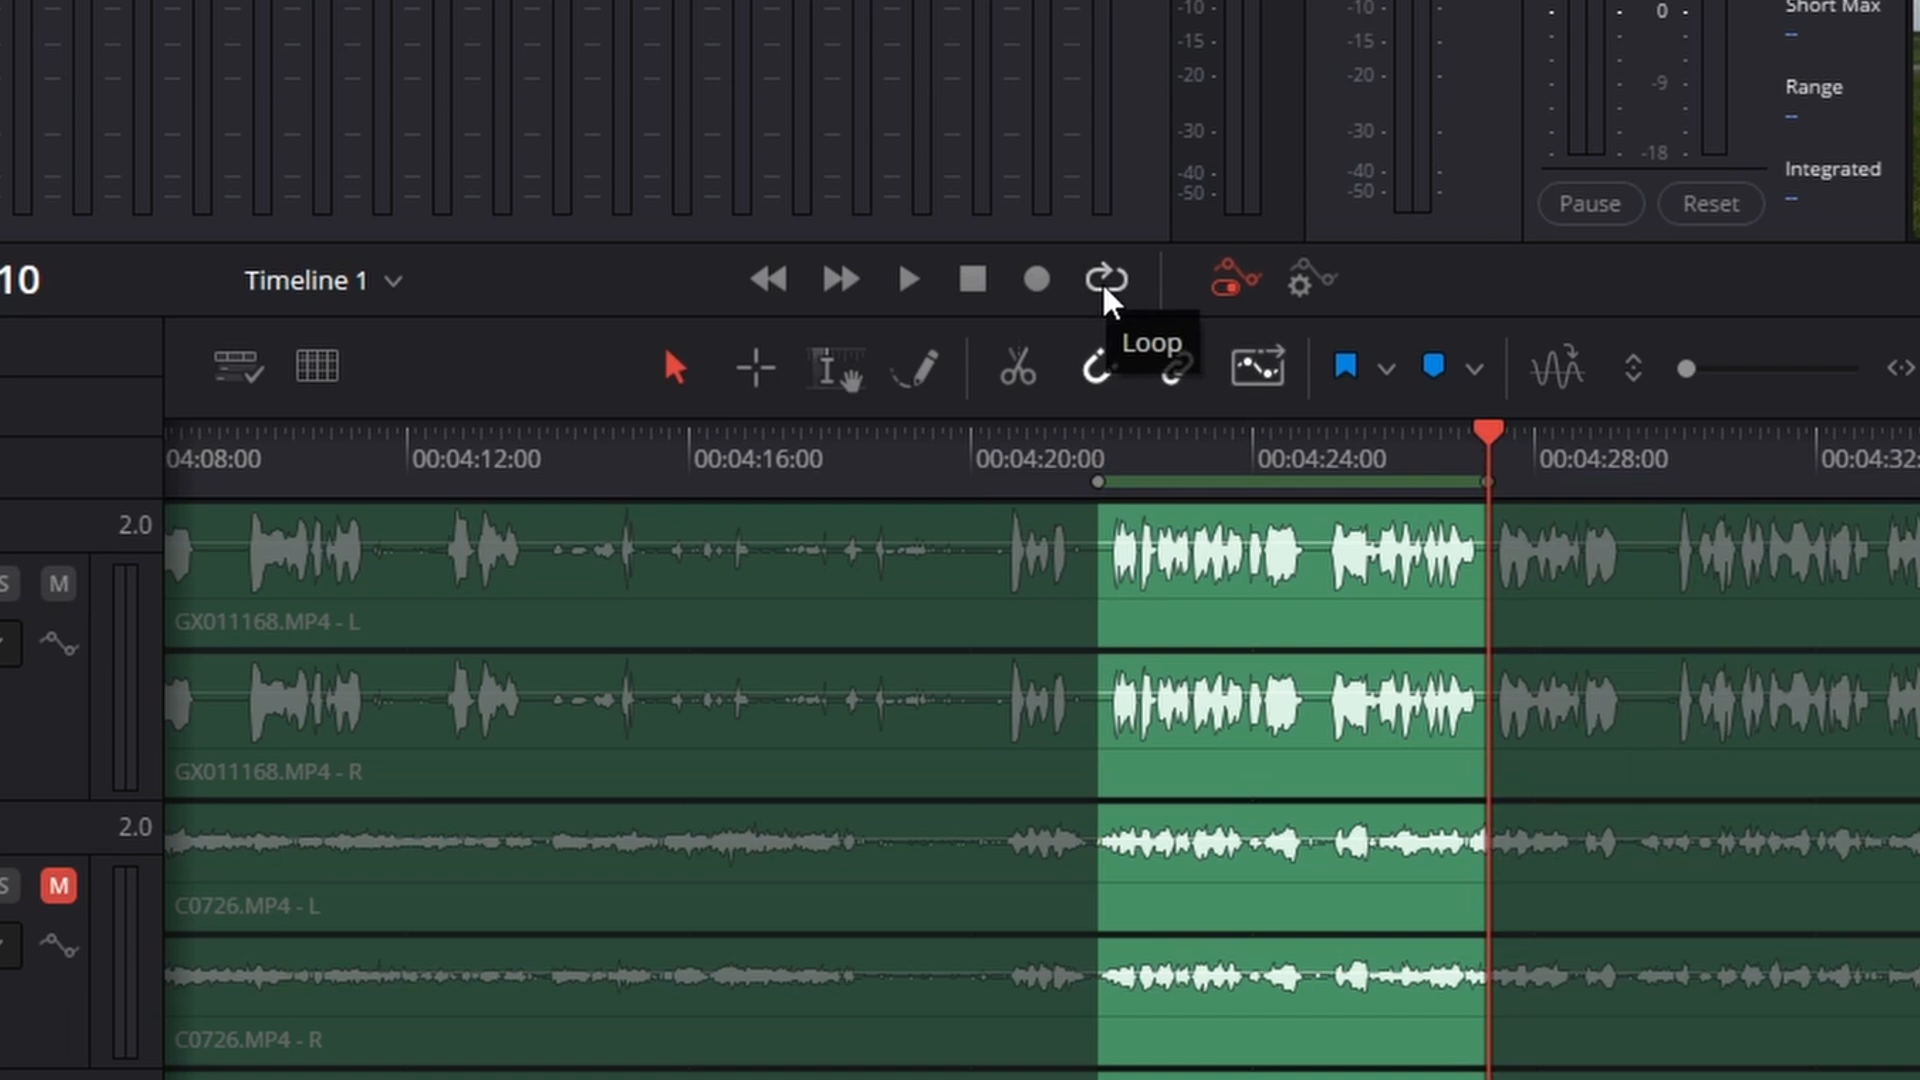 -10 -10 0 Short Max
--
-15 -15
-20 -20 -9 Range
--
-30 -30
-18 Integrated
-40 -40
-50 -50 --
Pause Reset
10 Timeline 1
Loop
04:08:00 00:04:12:00 00:04:16:00 00:04:20:00 00:04:24:00 00:04:28:00 00:04:32:
2.0
S M
GX011168.MP4 - L
GX011168.MP4 - R
2.0
S M
C0726.MP4 - L
C0726.MP4 - R